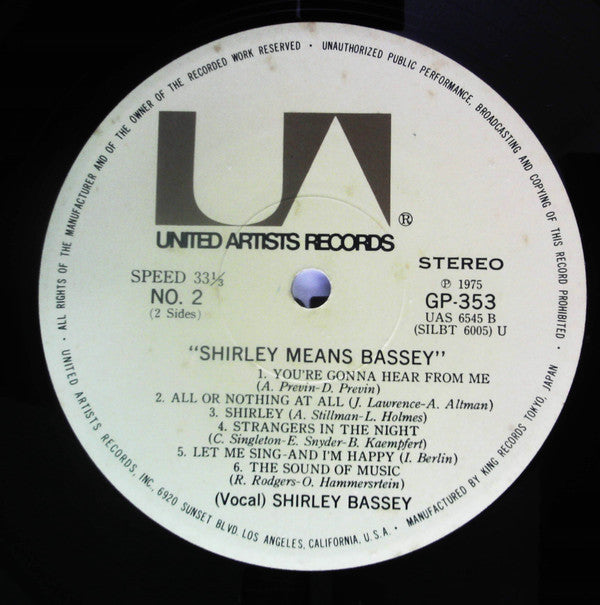 · ALL RIGHTS OF THE MANUFACTURER AND OF THE OWNER OF THE RECORDED WORK RESERVED · UNAUTHORIZED PUBLIC PERFORMANCE, BROADCASTING AND COPYING OF THIS RECORD PROHIBITED ·
UA®
UNITED ARTISTS RECORDS
SPEED 33⅓
NO. 2
(2 Sides)
STEREO
Ⓟ 1975
GP-353
UAS 6545 B
(SILBT 6005) U
"SHIRLEY MEANS BASSEY"
1. YOU'RE GONNA HEAR FROM ME
(A. Previn-D. Previn)
2. ALL OR NOTHING AT ALL (J. Lawrence-A. Altman)
3. SHIRLEY (A. Stillman-L. Holmes)
4. STRANGERS IN THE NIGHT
(C. Singleton-E. Snyder-B. Kaempfert)
5. LET ME SING-AND I'M HAPPY (I. Berlin)
6. THE SOUND OF MUSIC
(R. Rodgers-O. Hammersrtein)
(Vocal) SHIRLEY BASSEY
UNITED ARTISTS RECORDS, INC., 6920 SUNSET BLVD. LOS ANGELES, CALIFORNIA, U.S.A. · MANUFACTURED BY KING RECORDS TOKYO, JAPAN ·